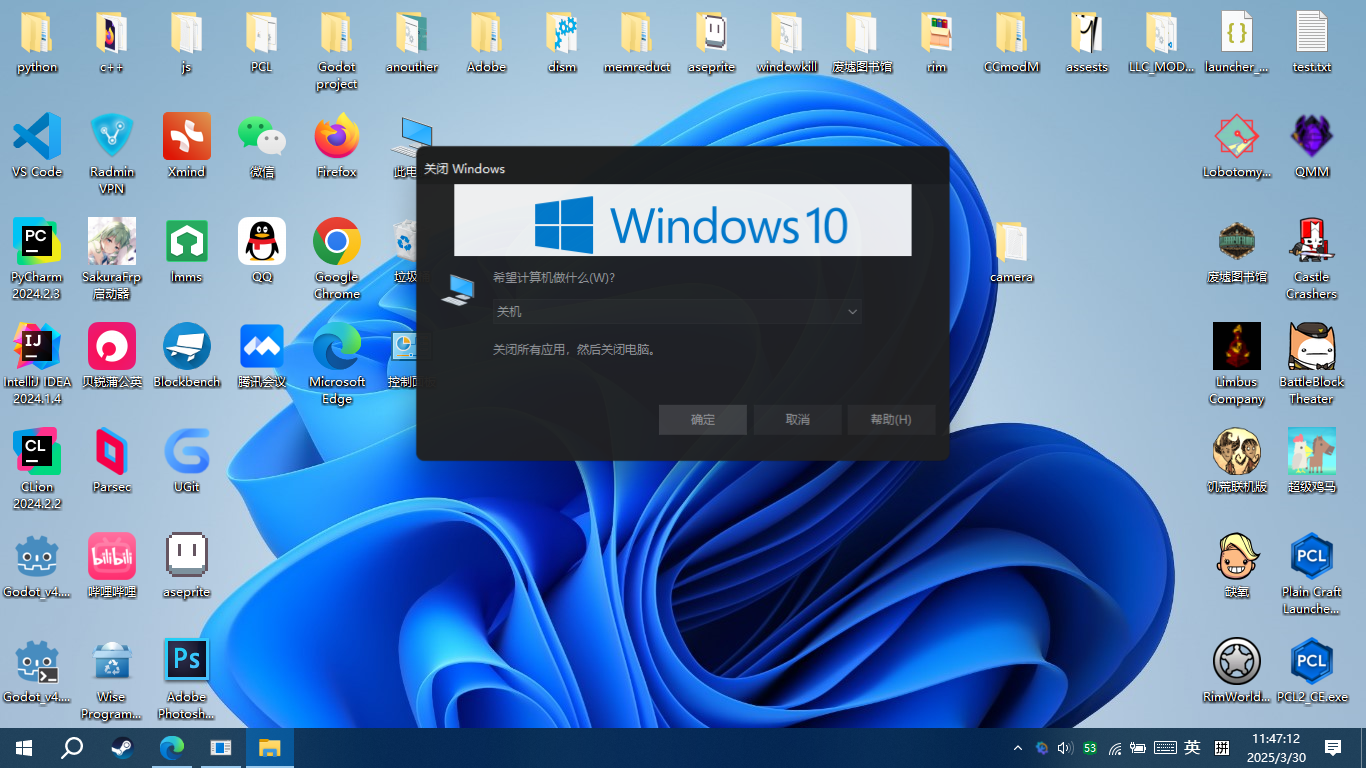 python
c++
js
PCL
Godot project
anouther
Adobe
dism
memreduct
aseprite
windowkill
废墟图书馆
rim
CCmodM
assests
LLC_MOD...
launcher_...
test.txt
VS Code
Radmin VPN
Xmind
微信
Firefox
此电
Lobotomy...
QMM
关闭 Windows
Windows 10
希望计算机做什么(W)?
关机
关闭所有应用，然后关闭电脑。
确定
取消
帮助(H)
PC
PyCharm 2024.2.3
SakuraFrp 启动器
lmms
QQ
Google Chrome
垃圾
camera
废墟图书馆
Castle Crashers
IJ
IntelliJ IDEA 2024.1.4
贝锐蒲公英
Blockbench
腾讯会议
Microsoft Edge
控制面
Limbus Company
BattleBlock Theater
CL
CLion 2024.2.2
Parsec
UGit
饥荒联机版
超级鸡马
Godot_v4....
bilibili
哔哩哔哩
aseprite
缺氧
PCL
Plain Craft Launche...
Godot_v4....
Wise Program...
Ps
Adobe Photosh...
RimWorld...
PCL
PCL2_CE.exe
53
英
拼
11:47:12
2025/3/30